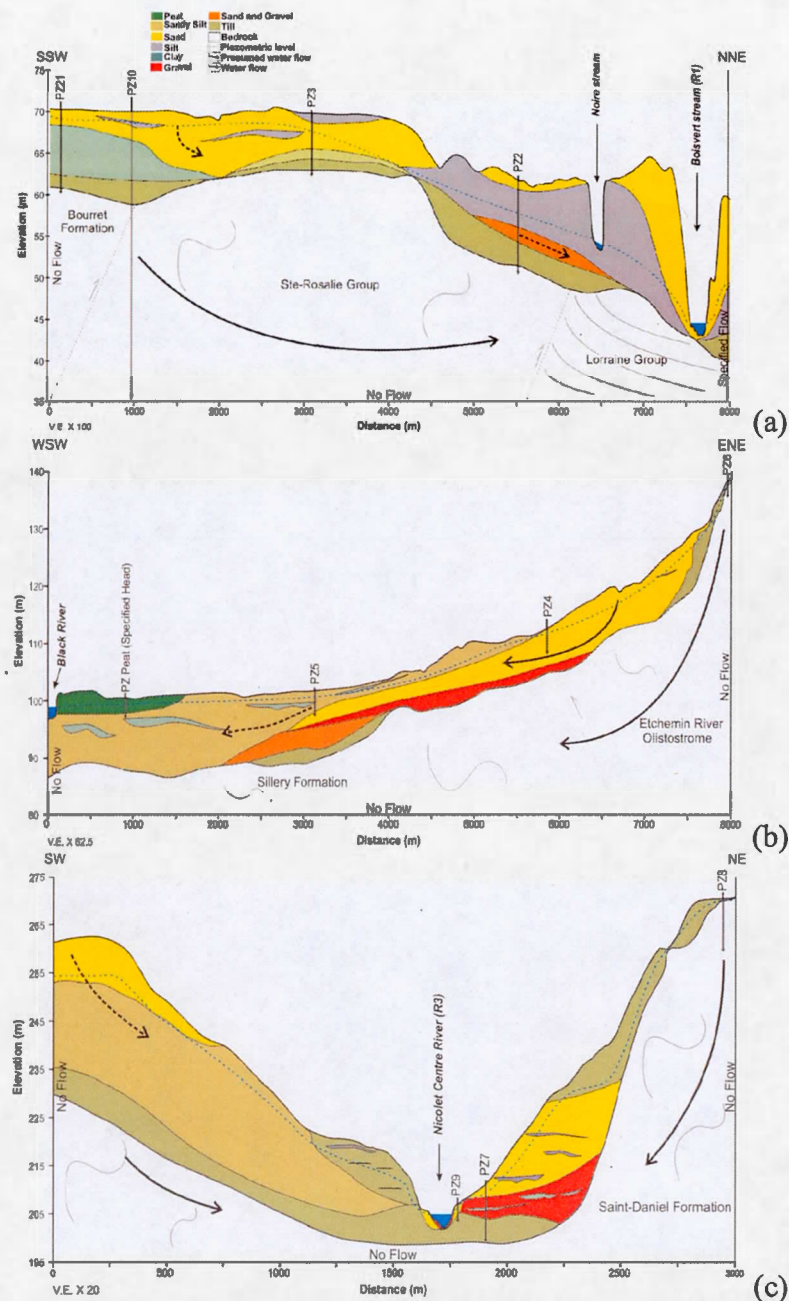 Peat
Sandy Silt
Sand
Silt
Clay
Gravel
Sand and Gravel
Till
Bedrock
Piezometric level
Presumed water flow
Water flow
SSW
NNE
PZ21
PZ10
PZ3
PZ2
Noire stream
Boisvert stream (R1)
Elevation (m)
75
70
65
60
55
50
45
40
35
Bourret
Formation
No Flow
Ste-Rosalie Group
Lorraine Group
Specified Flow
No Flow
0
1000
2000
3000
4000
5000
6000
7000
8000
V.E. X 100
Distance (m)
(a)
WSW
ENE
140
130
120
110
100
90
80
Elevation (m)
Black River
PZ Peat (Specified Head)
PZ5
PZ4
PZ6
No Flow
No Flow
Etchemin River
Olistostrome
Sillery Formation
No Flow
0
1000
2000
3000
4000
5000
6000
7000
8000
V.E. X 62.5
Distance (m)
(b)
SW
NE
275
265
255
245
235
225
215
205
195
Elevation (m)
Nicolet Centre River (R3)
PZ9
PZ7
PZ8
No Flow
No Flow
Saint-Daniel Formation
No Flow
0
500
1000
1500
2000
2500
3000
V.E. X 20
Distance (m)
(c)